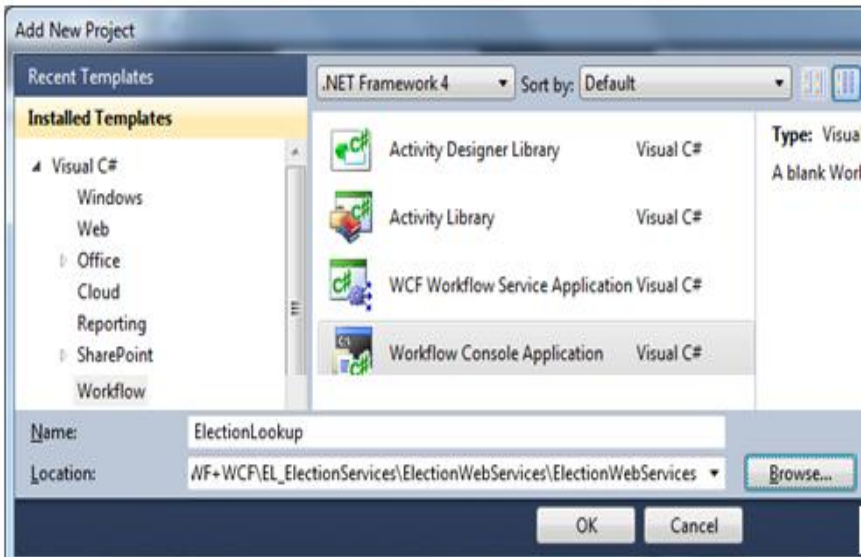 Add New Project
Recent Templates
.NET Framework 4 Sort by: Default
Installed Templates
Visual C#
Windows
Web
Office
Cloud
Reporting
SharePoint
Workflow
Activity Designer Library Visual C#
Activity Library Visual C#
WCF Workflow Service Application Visual C#
Workflow Console Application Visual C#
Type: Visua
A blank Worl
Name: ElectionLookup
Location: WF+WCF\EL_ElectionServices\ElectionWebServices\ElectionWebServices
Browse...
OK Cancel